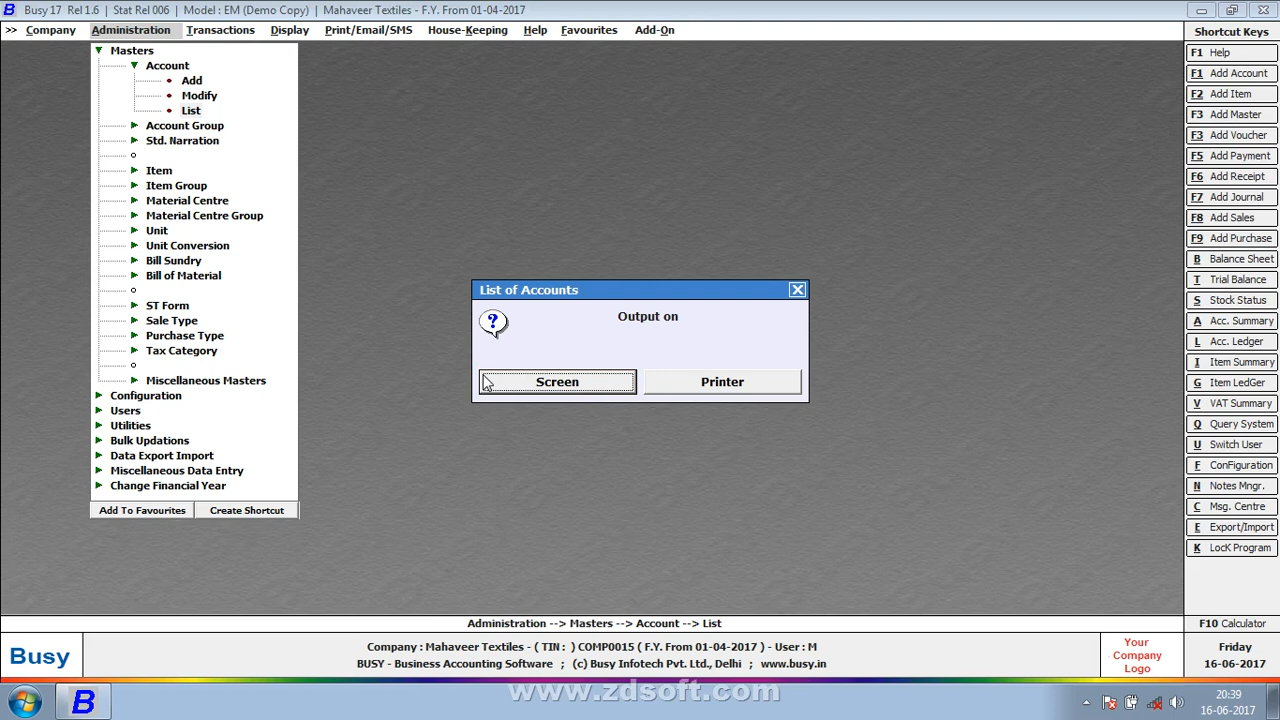 Busy 17 Rel 1.6 | Stat Rel 006 | Model : EM (Demo Copy) | Mahaveer Textiles - F.Y. From 01-04-2017
>> Company Administration Transactions Display Print/Email/SMS House-Keeping Help Favourites Add-On
Masters
Account
Add
Modify
List
Account Group
Std. Narration
Item
Item Group
Material Centre
Material Centre Group
Unit
Unit Conversion
Bill Sundry
Bill of Material
ST Form
Sale Type
Purchase Type
Tax Category
Miscellaneous Masters
Configuration
Users
Utilities
Bulk Updations
Data Export Import
Miscellaneous Data Entry
Change Financial Year
Add To Favourites Create Shortcut
List of Accounts
?
Output on
Screen Printer
Shortcut Keys
F1 Help
F1 Add Account
F2 Add Item
F3 Add Master
F3 Add Voucher
F5 Add Payment
F6 Add Receipt
F7 Add Journal
F8 Add Sales
F9 Add Purchase
B Balance Sheet
T Trial Balance
S Stock Status
A Acc. Summary
L Acc. Ledger
I Item Summary
G Item LedGer
V VAT Summary
Q Query System
U Switch User
F Configuration
N Notes Mngr.
C Msg. Centre
E Export/Import
K LocK Program
F10 Calculator
Administration --> Masters --> Account --> List
Busy
Company : Mahaveer Textiles - ( TIN : ) COMP0015 ( F.Y. From 01-04-2017 ) - User : M
BUSY - Business Accounting Software ; (c) Busy Infotech Pvt. Ltd., Delhi ; www.busy.in
Your
Company
Logo
Friday
16-06-2017
www.zdsoft.com
20:39
16-06-2017